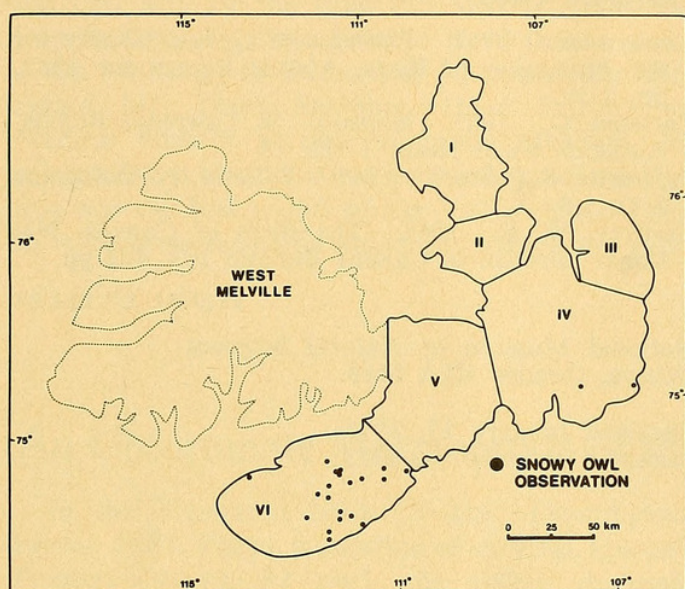 115°
111°
107°
I
76°
II
III
76°
WEST
MELVILLE
IV
V
75°
75°
SNOWY OWL
OBSERVATION
VI
0 25 50 km
115°
111°
107°